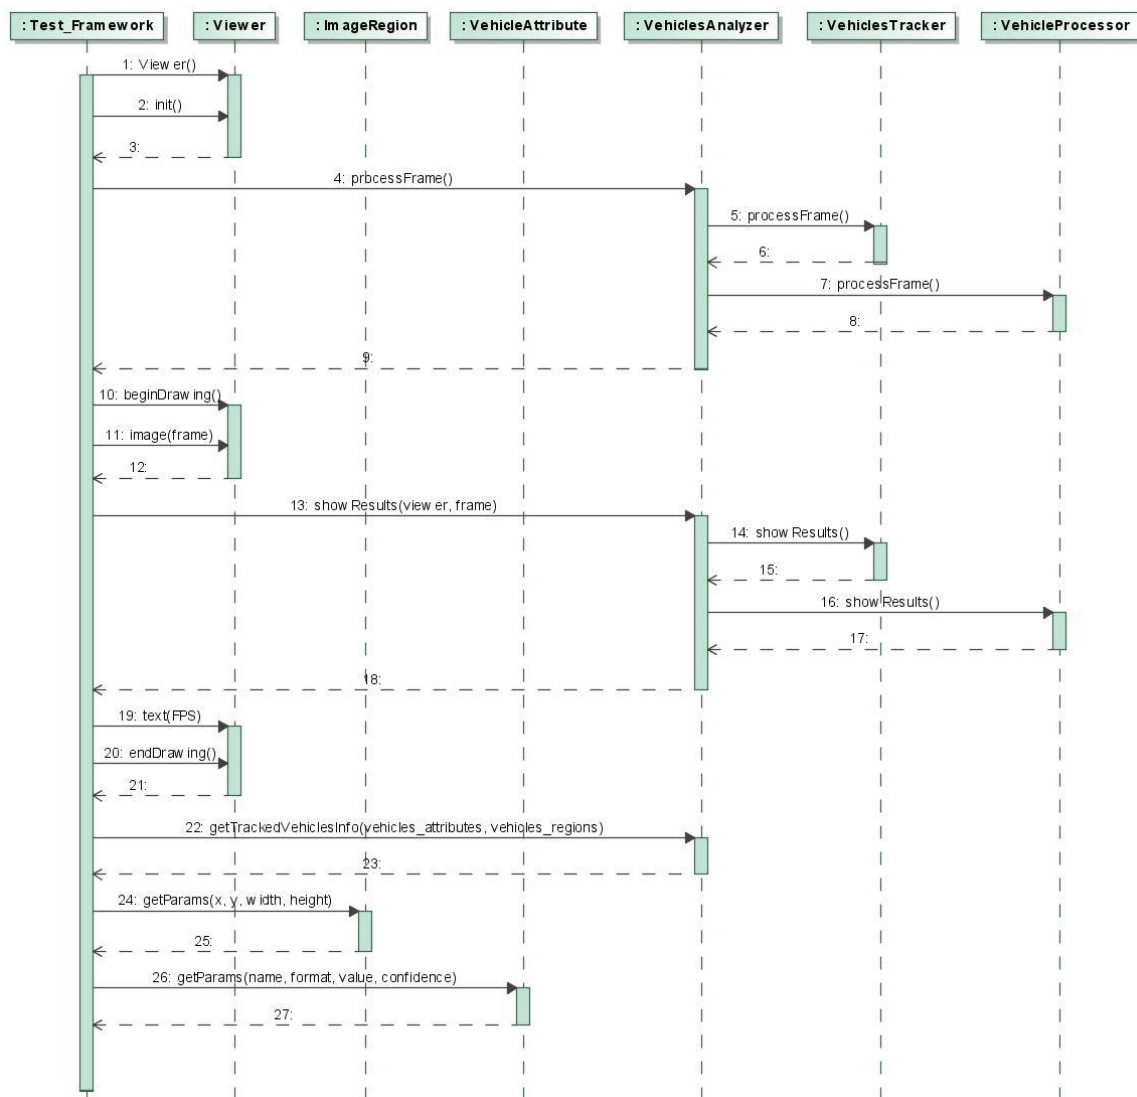 : Test_Framework
: Viewer
: ImageRegion
: VehicleAttribute
: VehiclesAnalyzer
: VehiclesTracker
: VehicleProcessor
1: Viewer()
2: init()
3:
4: processFrame()
5: processFrame()
6:
7: processFrame()
8:
9:
10: beginDrawing()
11: image(frame)
12:
13: showResults(viewer, frame)
14: showResults()
15:
16: showResults()
17:
18:
19: text(FPS)
20: endDrawing()
21:
22: getTrackedVehiclesInfo(vehicles_attributes, vehicles_regions)
23:
24: getParams(x, y, width, height)
25:
26: getParams(name, format, value, confidence)
27: